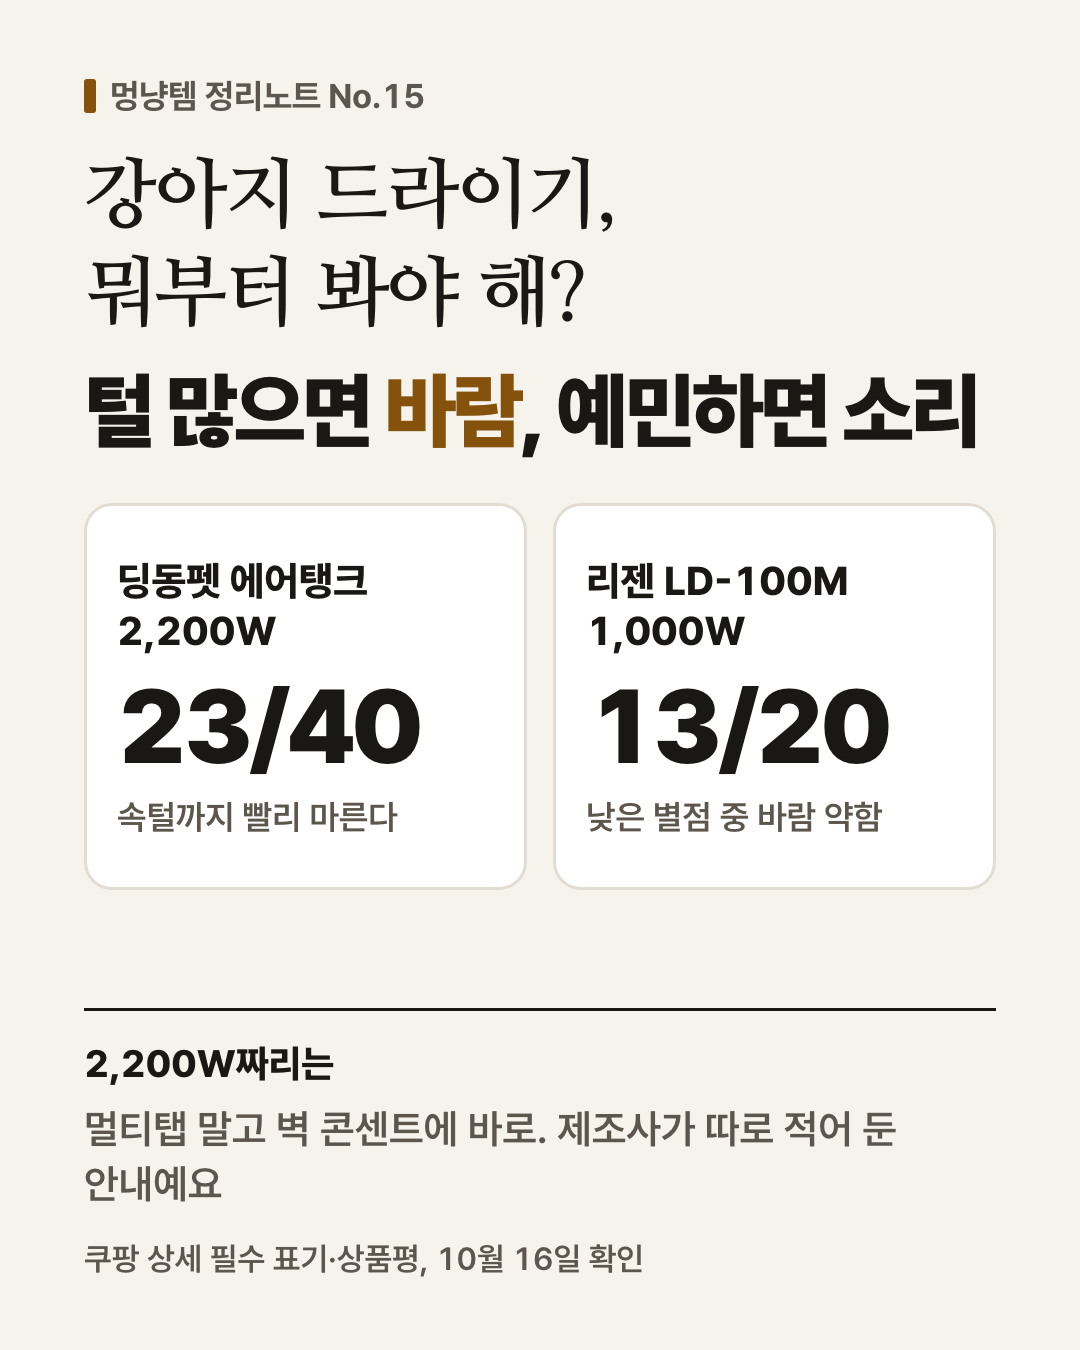 멍냥템 정리노트 No.15
강아지 드라이기,
뭐부터 봐야 해?
털 많으면 바람, 예민하면 소리
딩동펫 에어탱크
2,200W
23/40
속털까지 빨리 마른다
리젠 LD-100M
1,000W
13/20
낮은 별점 중 바람 약함
2,200W짜리는
멀티탭 말고 벽 콘센트에 바로. 제조사가 따로 적어 둔
안내예요
쿠팡 상세 필수 표기·상품평, 10월 16일 확인